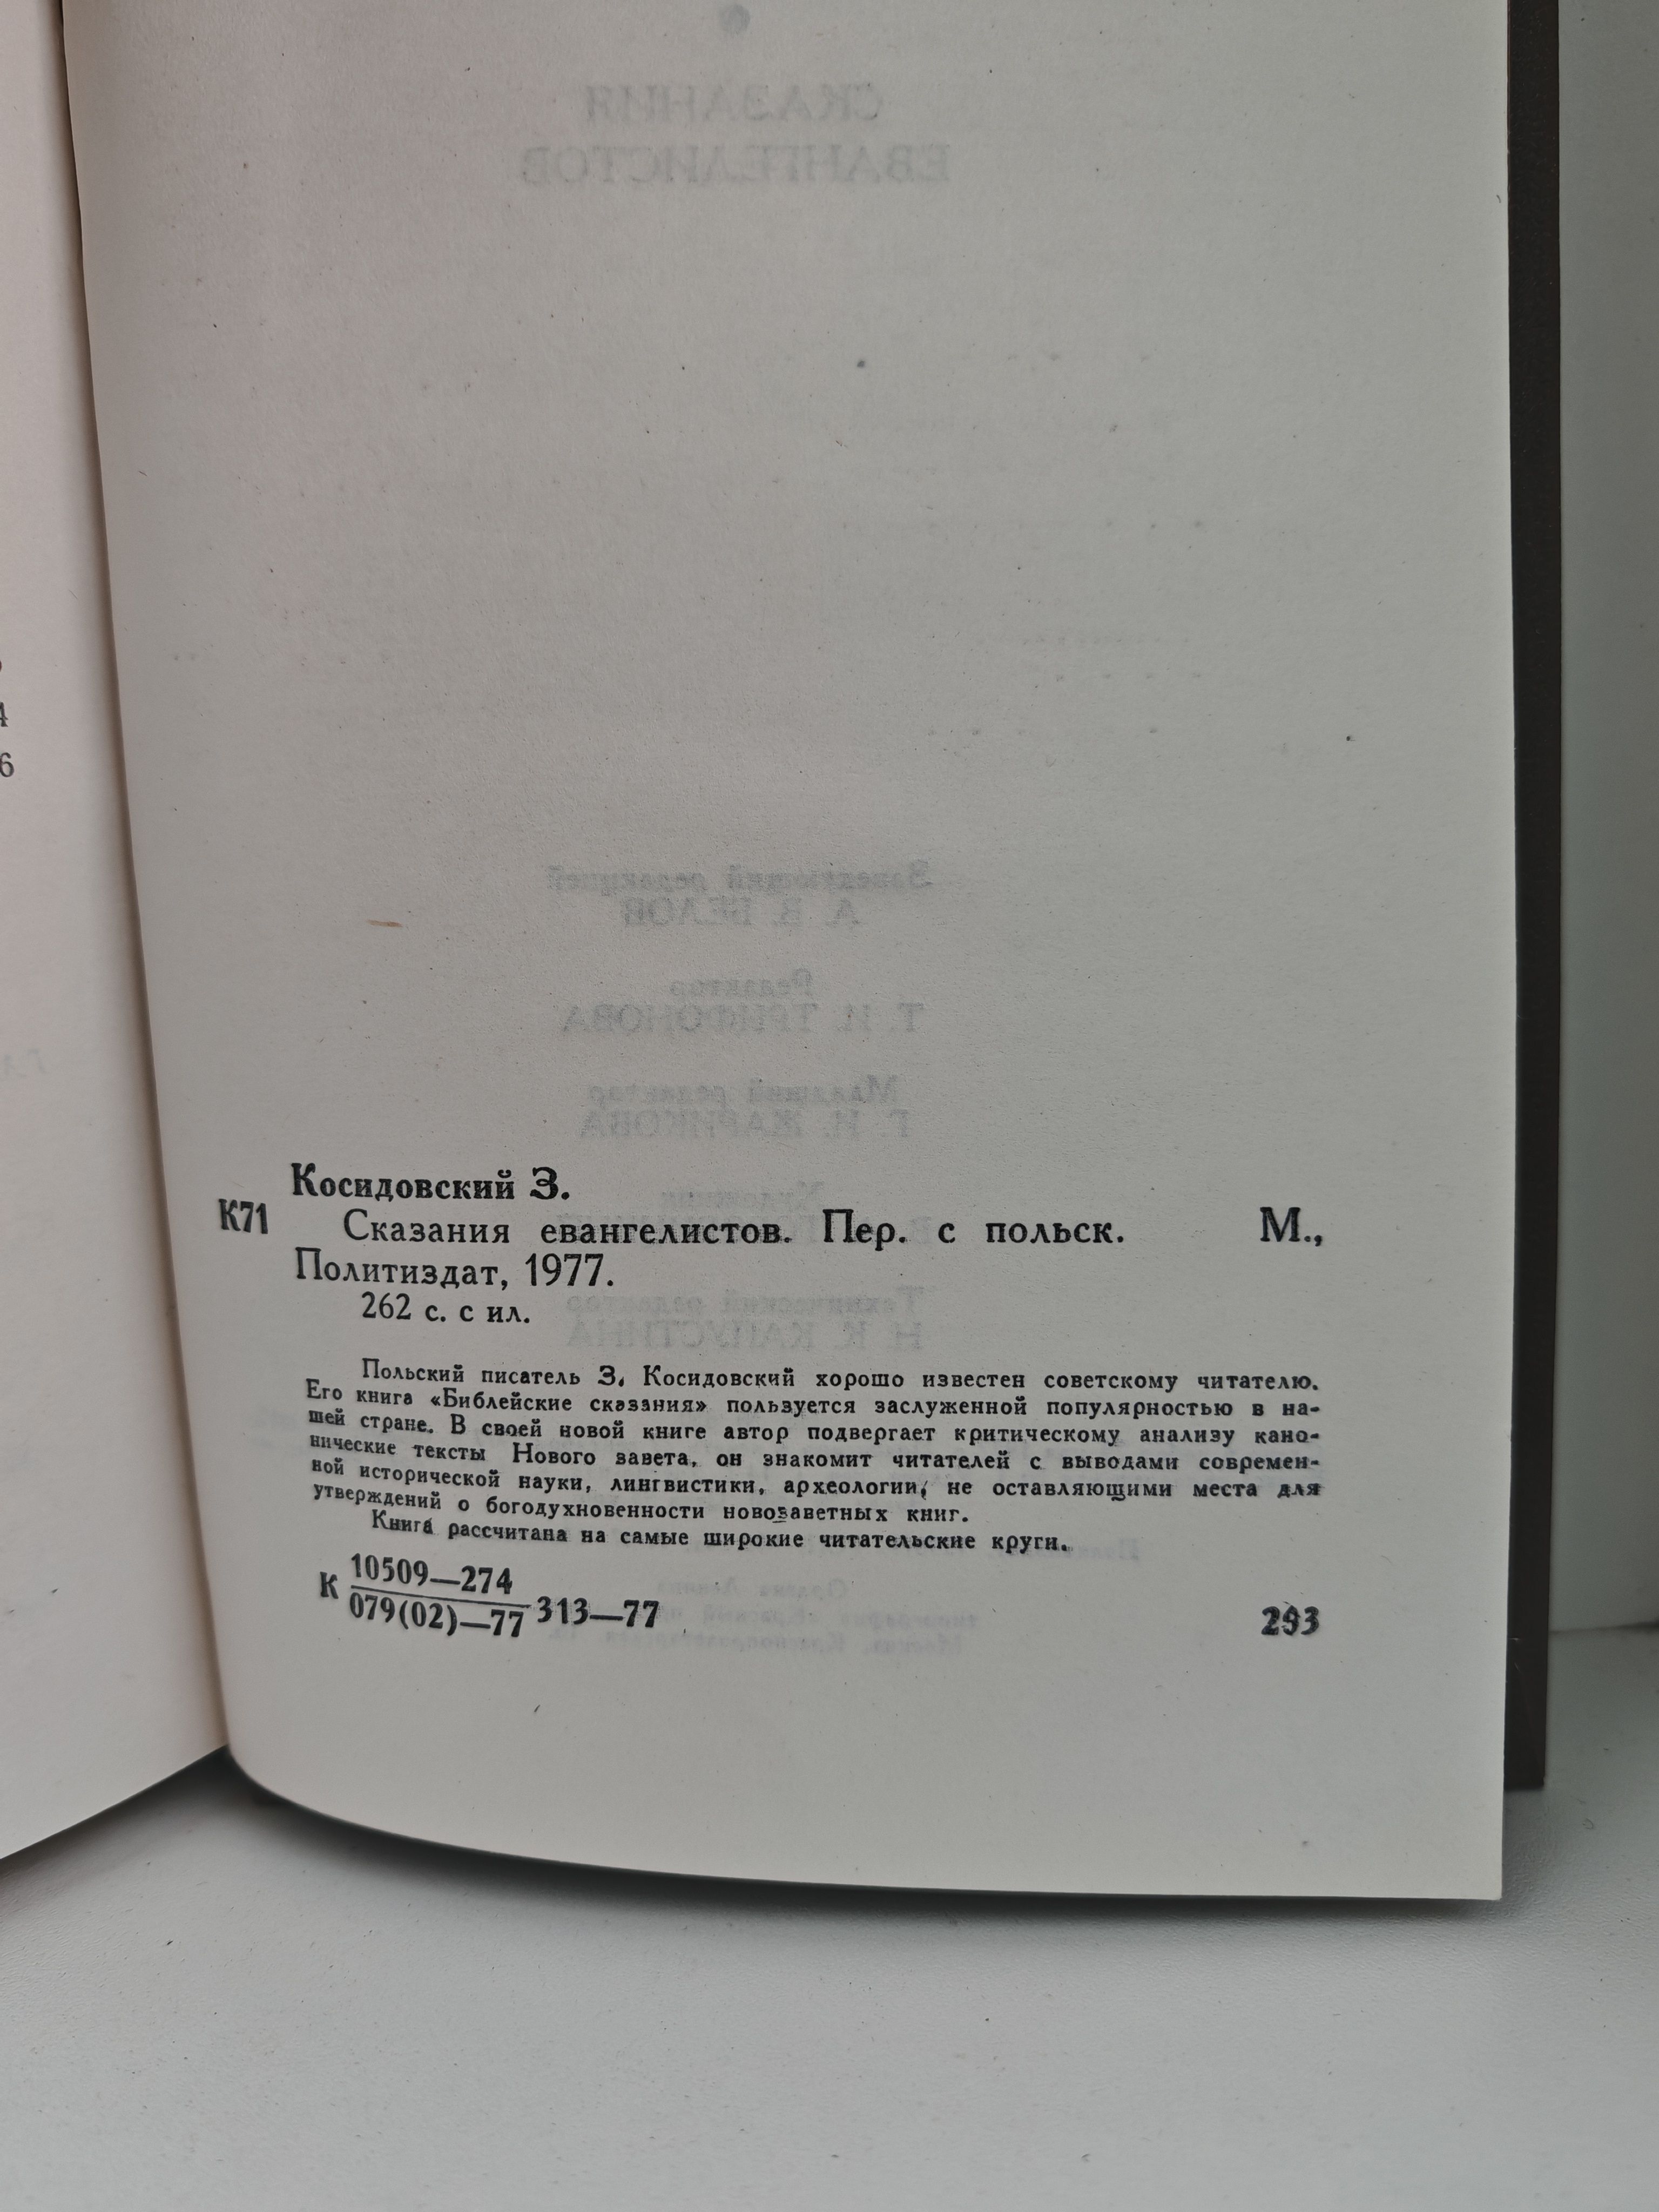 Косидовский З.
К71 Сказания евангелистов. Пер. с польск. М.,
Политиздат, 1977.
262 с. с ил.
Польский писатель З. Косидовский хорошо известен советскому читателю.
Его книга «Библейские сказания» пользуется заслуженной популярностью в на-
шей стране. В своей новой книге автор подвергает критическому анализу кано-
нические тексты Нового завета, он знакомит читателей с выводами современ-
ной исторической науки, лингвистики, археологии, не оставляющими места для
утверждений о богодухновенности новозаветных книг.
Книга рассчитана на самые широкие читательские круги.
10509—274
К 079(02)—77 313—77
293
4
6